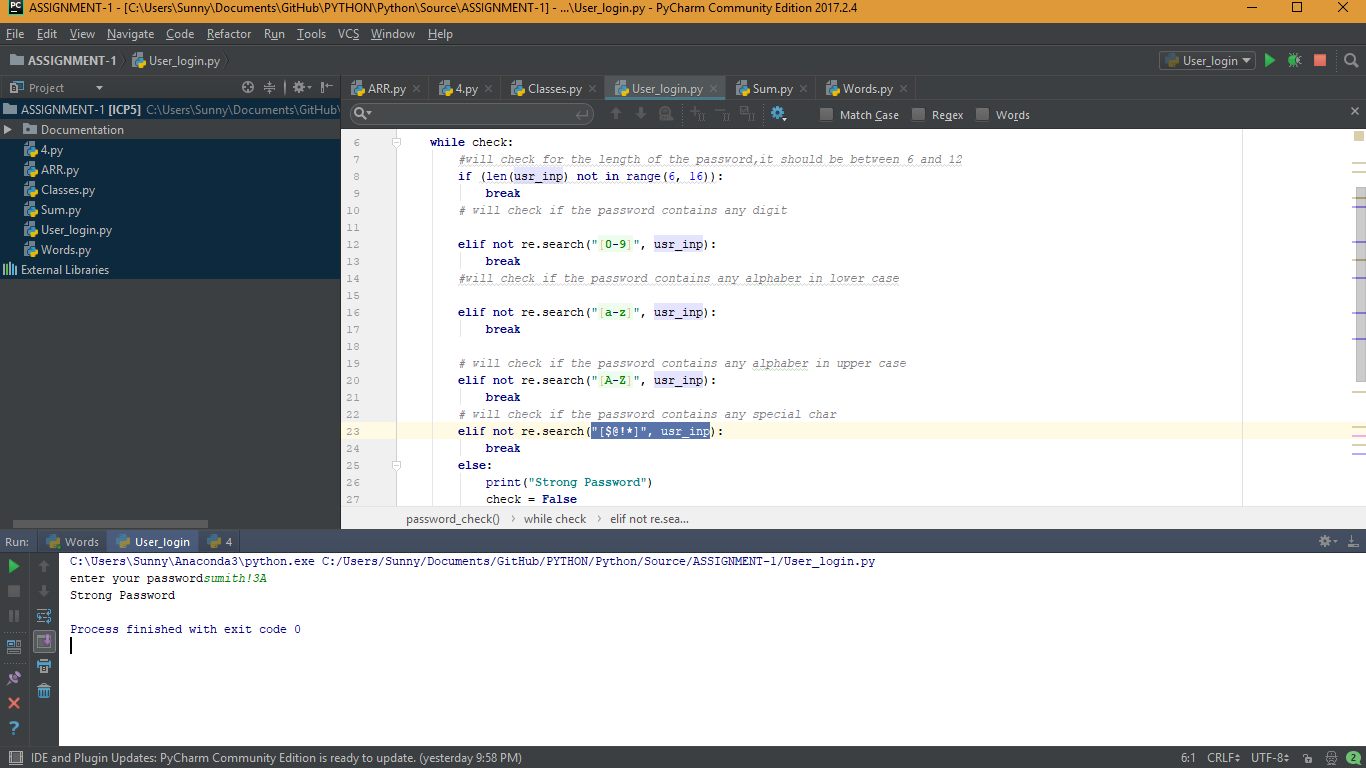 ASSIGNMENT-1 - [C:\Users\Sunny\Documents\GitHub\PYTHON\Python\Source\ASSIGNMENT-1] - ...\User_login.py - PyCharm Community Edition 2017.2.4
File Edit View Navigate Code Refactor Run Tools VCS Window Help
ASSIGNMENT-1 User_login.py User_login
Project ARR.py 4.py Classes.py User_login.py Sum.py Words.py
ASSIGNMENT-1 [ICP5] C:\Users\Sunny\Documents\GitHub\
Match Case Regex Words
Documentation
4.py
ARR.py
Classes.py
Sum.py
User_login.py
Words.py
External Libraries
6 while check:
7 #will check for the length of the password,it should be between 6 and 12
8 if (len(usr_inp) not in range(6, 16)):
9 break
10 # will check if the password contains any digit
11
12 elif not re.search("[0-9]", usr_inp):
13 break
14 #will check if the password contains any alphaber in lower case
15
16 elif not re.search("[a-z]", usr_inp):
17 break
18
19 # will check if the password contains any alphaber in upper case
20 elif not re.search("[A-Z]", usr_inp):
21 break
22 # will check if the password contains any special char
23 elif not re.search("[$@!*]", usr_inp):
24 break
25 else:
26 print("Strong Password")
27 check = False
password_check() while check elif not re.sea...
Run: Words User_login 4
C:\Users\Sunny\Anaconda3\python.exe C:/Users/Sunny/Documents/GitHub/PYTHON/Python/Source/ASSIGNMENT-1/User_login.py
enter your passwordsumith!3A
Strong Password
Process finished with exit code 0
IDE and Plugin Updates: PyCharm Community Edition is ready to update. (yesterday 9:58 PM) 6:1 CRLF UTF-8 2